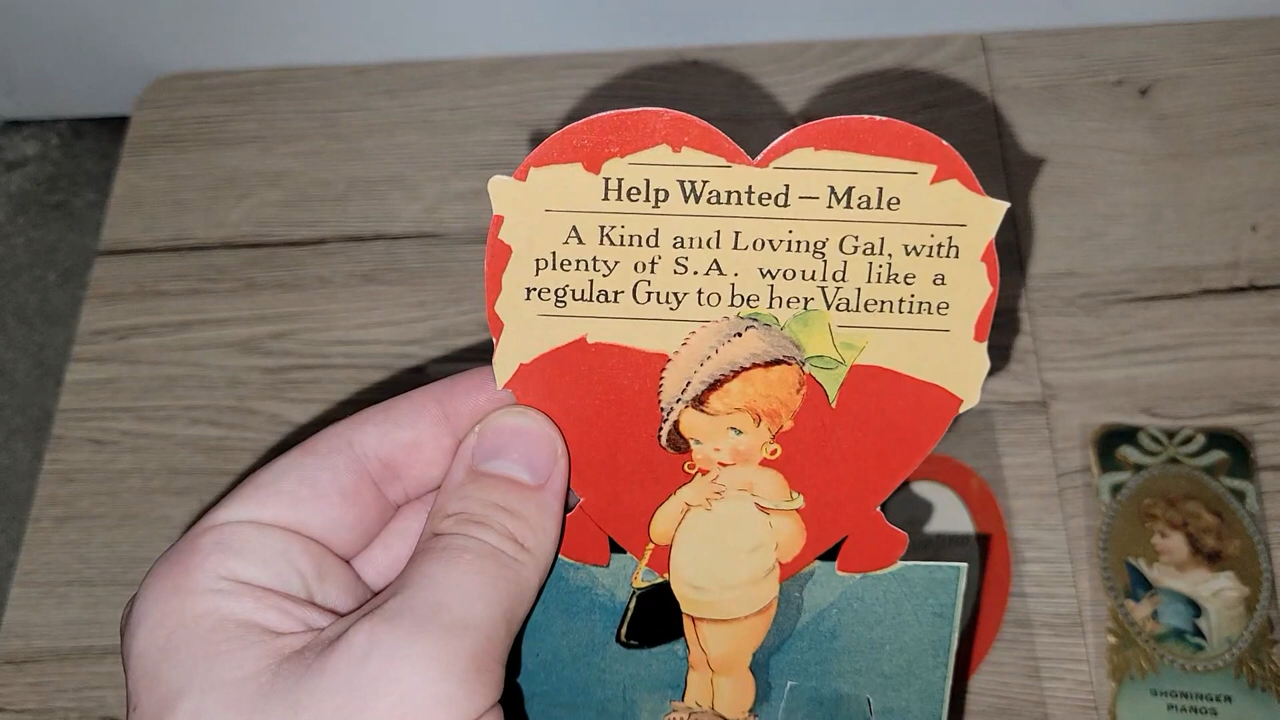 Help Wanted — Male
A Kind and Loving Gal, with
plenty of S.A. would like a
regular Guy to be her Valentine
GRONINGER
PIANOS